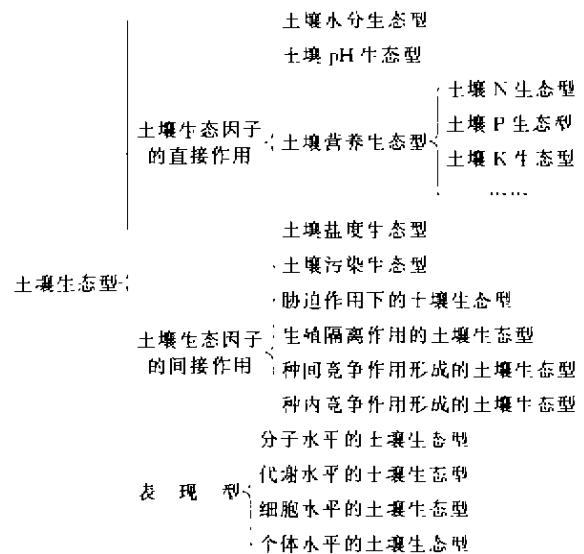 土壤水分生态型
土壤 pH 生态型
土壤 N 生态型
土壤生态因子
的直接作用
土壤营养生态型
土壤 P 生态型
土壤 K 生态型
……
土壤盐度生态型
土壤污染生态型
土壤生态型
胁迫作用下的土壤生态型
土壤生态因子
的间接作用
生殖隔离作用的土壤生态型
种间竞争作用形成的土壤生态型
种内竞争作用形成的土壤生态型
分子水平的土壤生态型
表 现 型
代谢水平的土壤生态型
细胞水平的土壤生态型
个体水平的土壤生态型